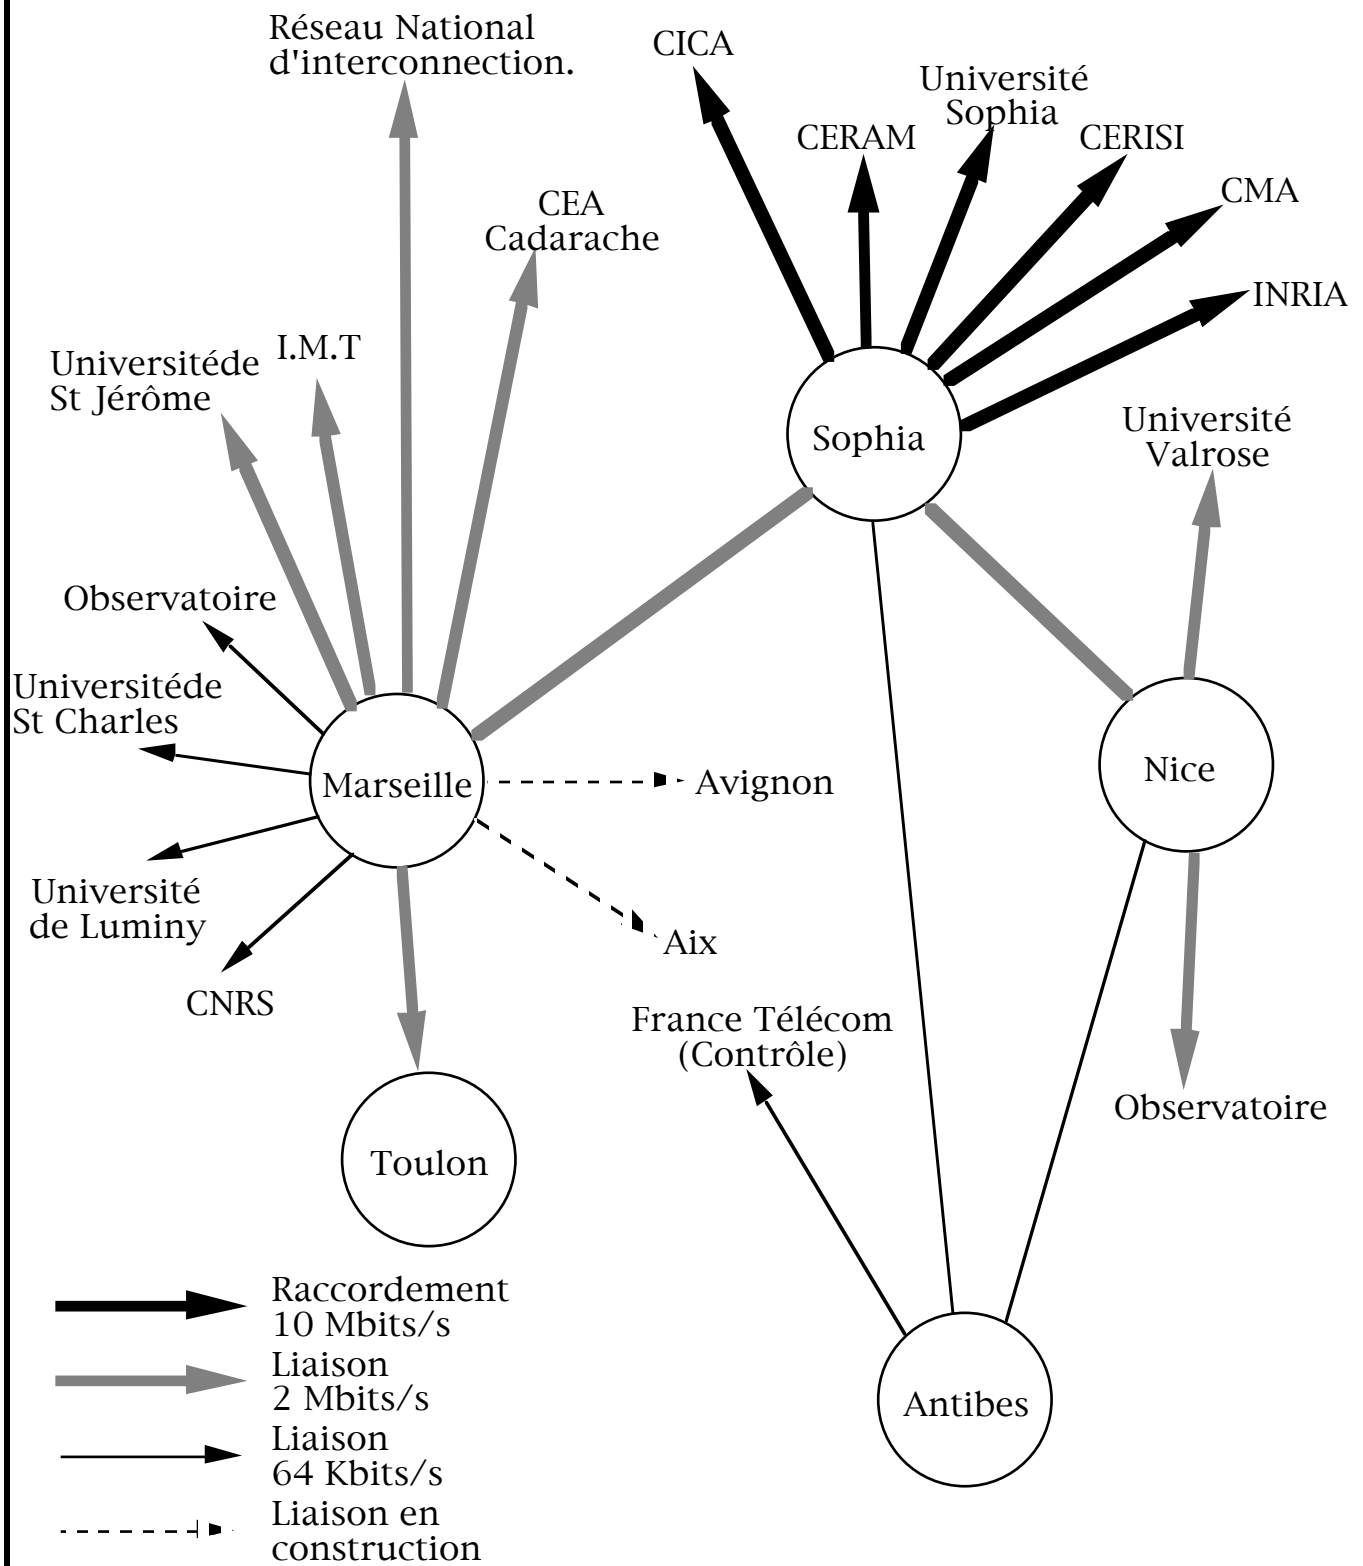 Réseau National
d'interconnection.
CICA
Université
Sophia
CERAM
CERISI
CMA
CEA
Cadarache
INRIA
I.M.T
Universitéde
St Jérôme
Sophia
Université
Valrose
Observatoire
Universitéde
St Charles
Marseille
Avignon
Nice
Université
de Luminy
Aix
CNRS
France Télécom
(Contrôle)
Observatoire
Toulon
Antibes
Raccordement
10 Mbits/s
Liaison
2 Mbits/s
Liaison
64 Kbits/s
Liaison en
construction